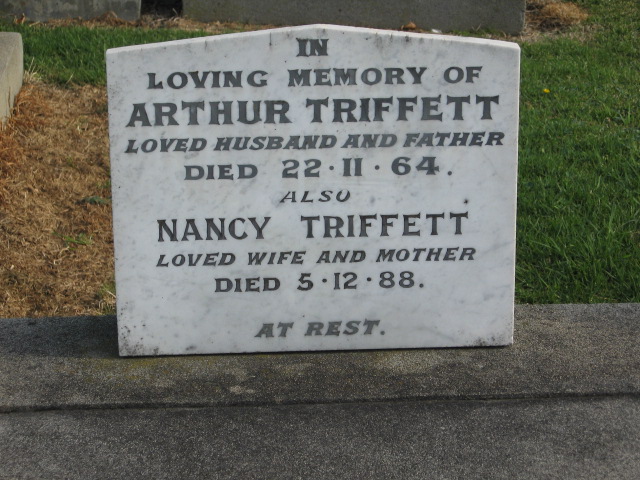 IN
LOVING MEMORY OF
ARTHUR TRIFFETT
LOVED HUSBAND AND FATHER
DIED 22·11·64.
ALSO
NANCY TRIFFETT
LOVED WIFE AND MOTHER
DIED 5·12·88.
AT REST.